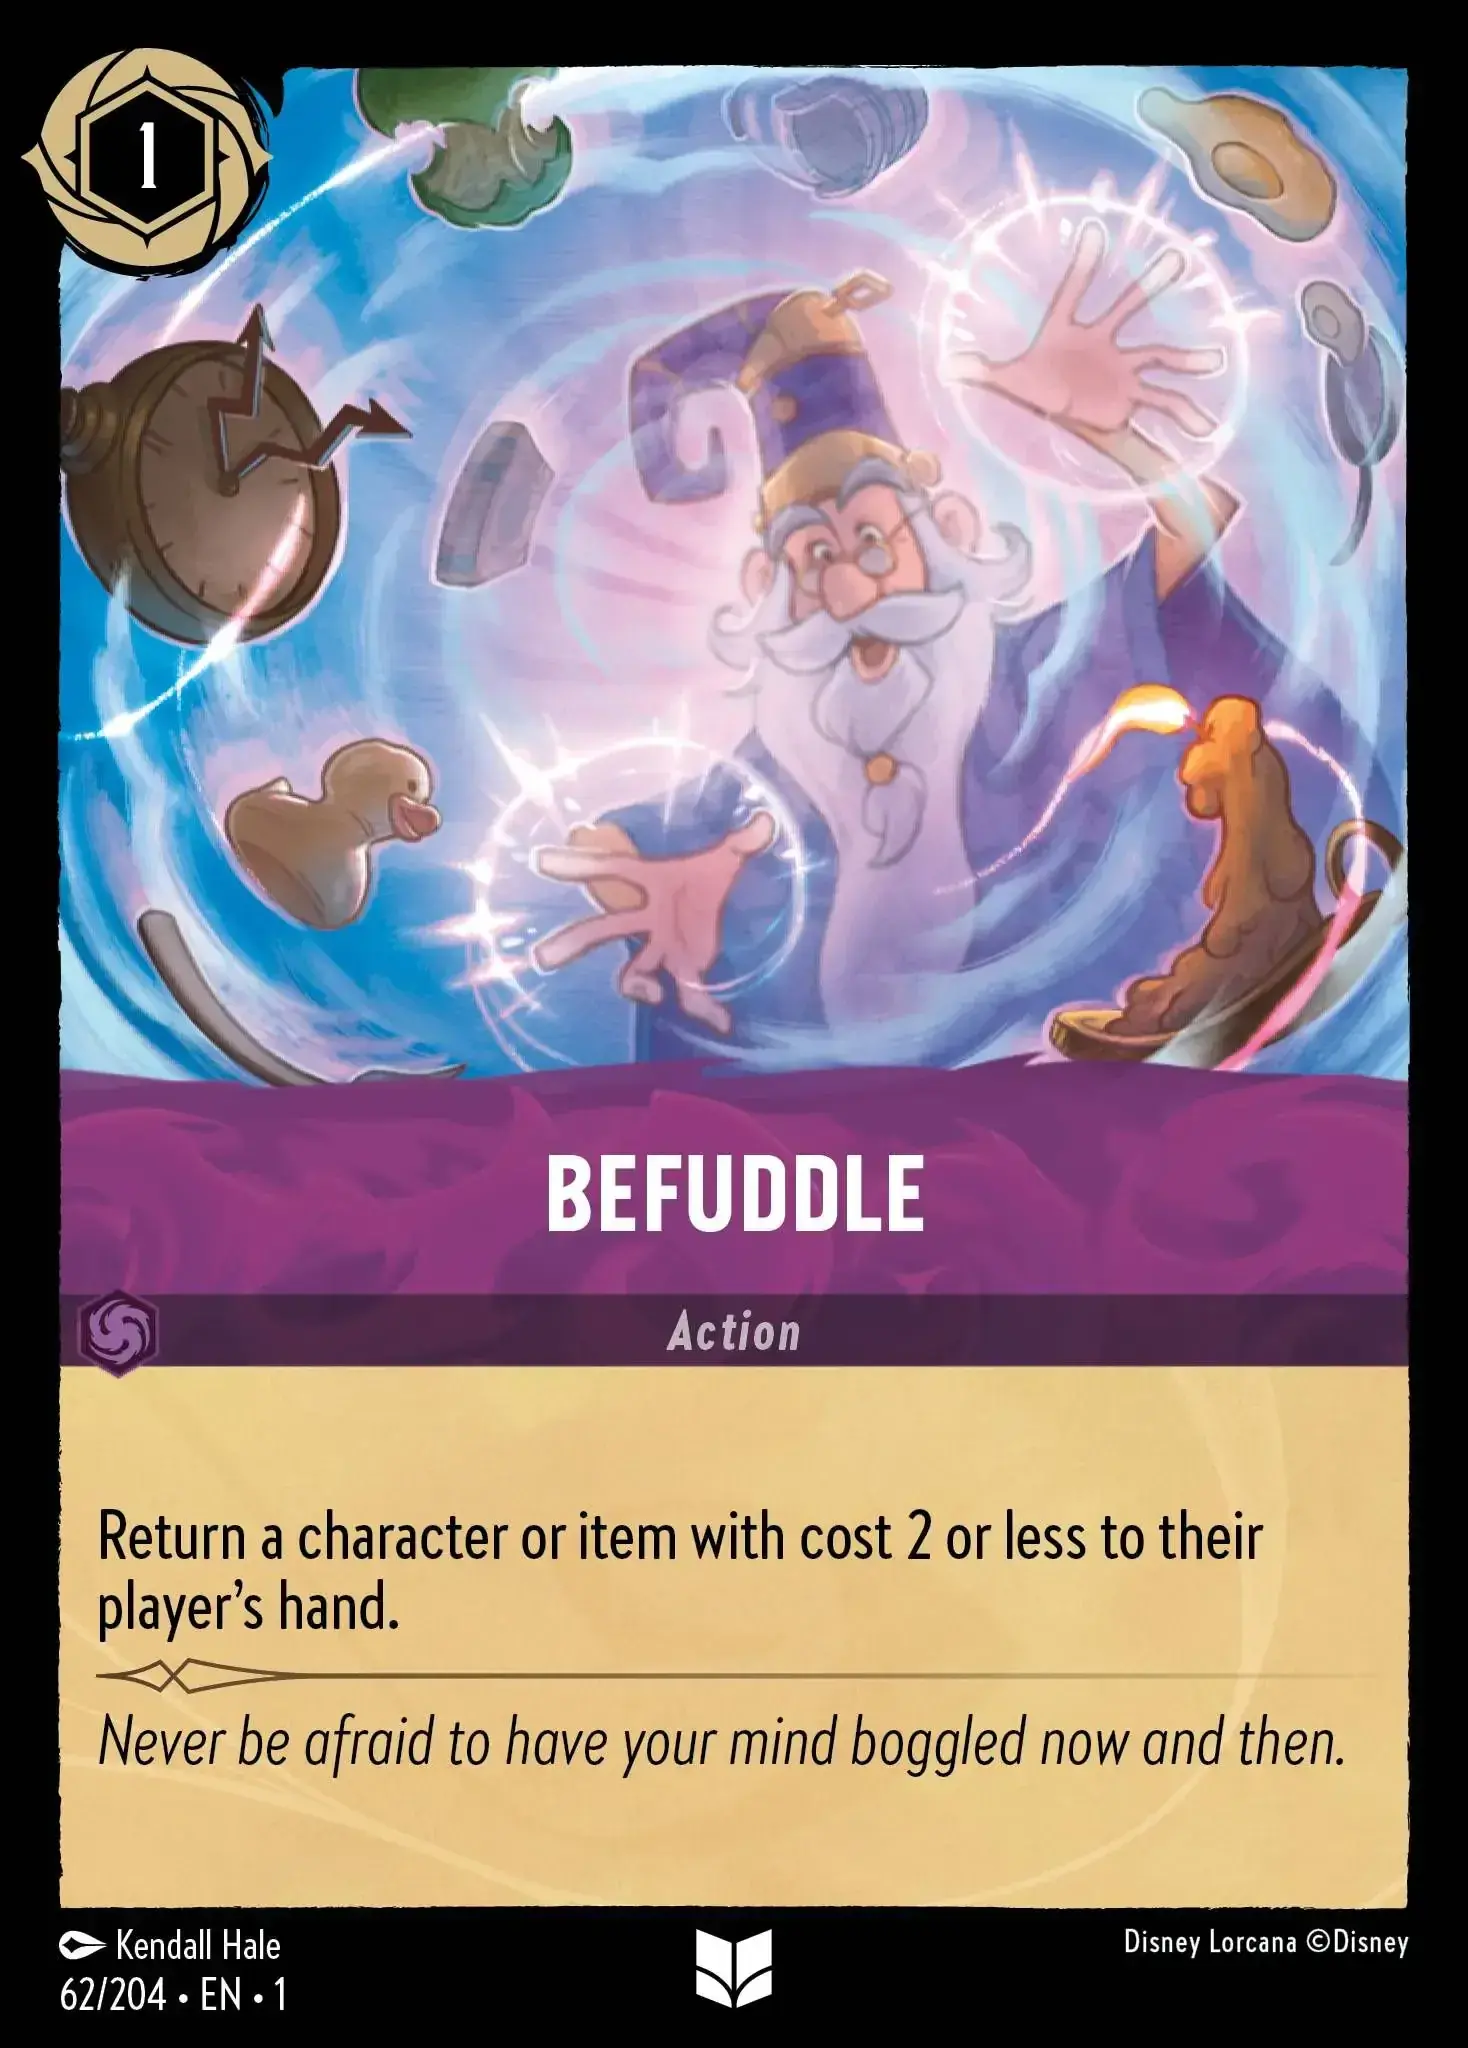 1
BEFUDDLE
Action
Return a character or item with cost 2 or less to their
player's hand.
Never be afraid to have your mind boggled now and then.
Kendall Hale
Disney Lorcana ©Disney
62/204 • EN • 1